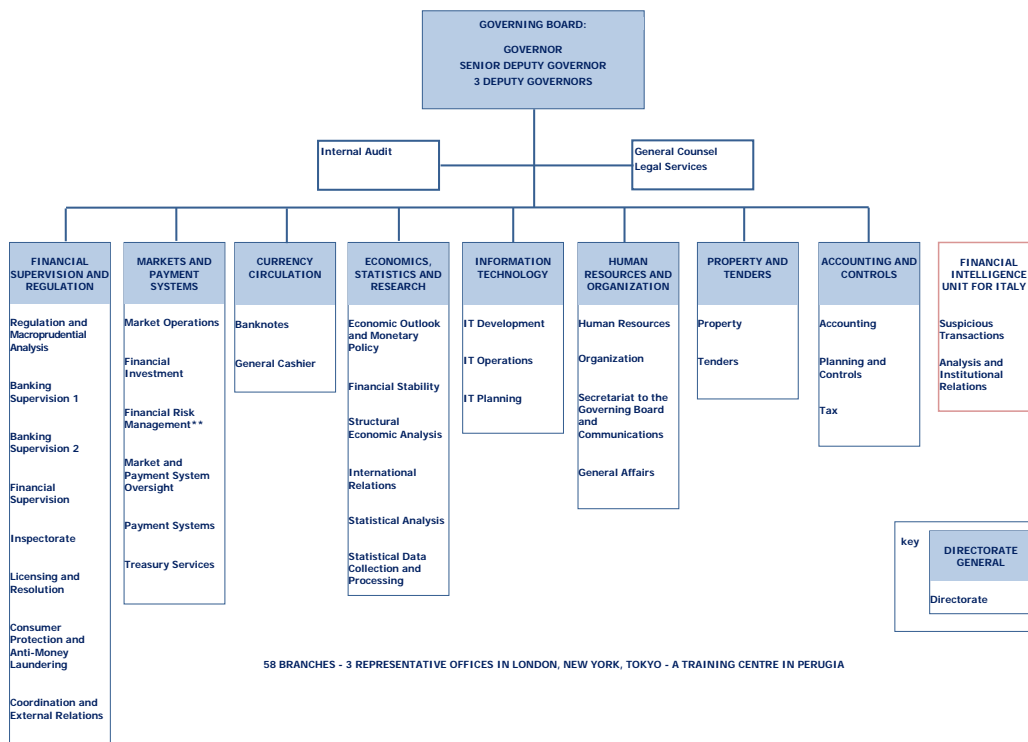 GOVERNING BOARD:
GOVERNOR
SENIOR DEPUTY GOVERNOR
3 DEPUTY GOVERNORS
Internal Audit
General Counsel
Legal Services
FINANCIAL
SUPERVISION AND
REGULATION
Regulation and
Macroprudential
Analysis
Banking
Supervision 1
Banking
Supervision 2
Financial
Supervision
Inspectorate
Licensing and
Resolution
Consumer
Protection and
Anti-Money
Laundering
Coordination and
External Relations
MARKETS AND
PAYMENT
SYSTEMS
Market Operations
Financial
Investment
Financial Risk
Management**
Market and
Payment System
Oversight
Payment Systems
Treasury Services
CURRENCY
CIRCULATION
Banknotes
General Cashier
ECONOMICS,
STATISTICS AND
RESEARCH
Economic Outlook
and Monetary
Policy
Financial Stability
Structural
Economic Analysis
International
Relations
Statistical Analysis
Statistical Data
Collection and
Processing
INFORMATION
TECHNOLOGY
IT Development
IT Operations
IT Planning
HUMAN
RESOURCES AND
ORGANIZATION
Human Resources
Organization
Secretariat to the
Governing Board
and
Communications
General Affairs
PROPERTY AND
TENDERS
Property
Tenders
ACCOUNTING AND
CONTROLS
Accounting
Planning and
Controls
Tax
FINANCIAL
INTELLIGENCE
UNIT FOR ITALY
Suspicious
Transactions
Analysis and
Institutional
Relations
key
DIRECTORATE
GENERAL
Directorate
58 BRANCHES - 3 REPRESENTATIVE OFFICES IN LONDON, NEW YORK, TOKYO - A TRAINING CENTRE IN PERUGIA